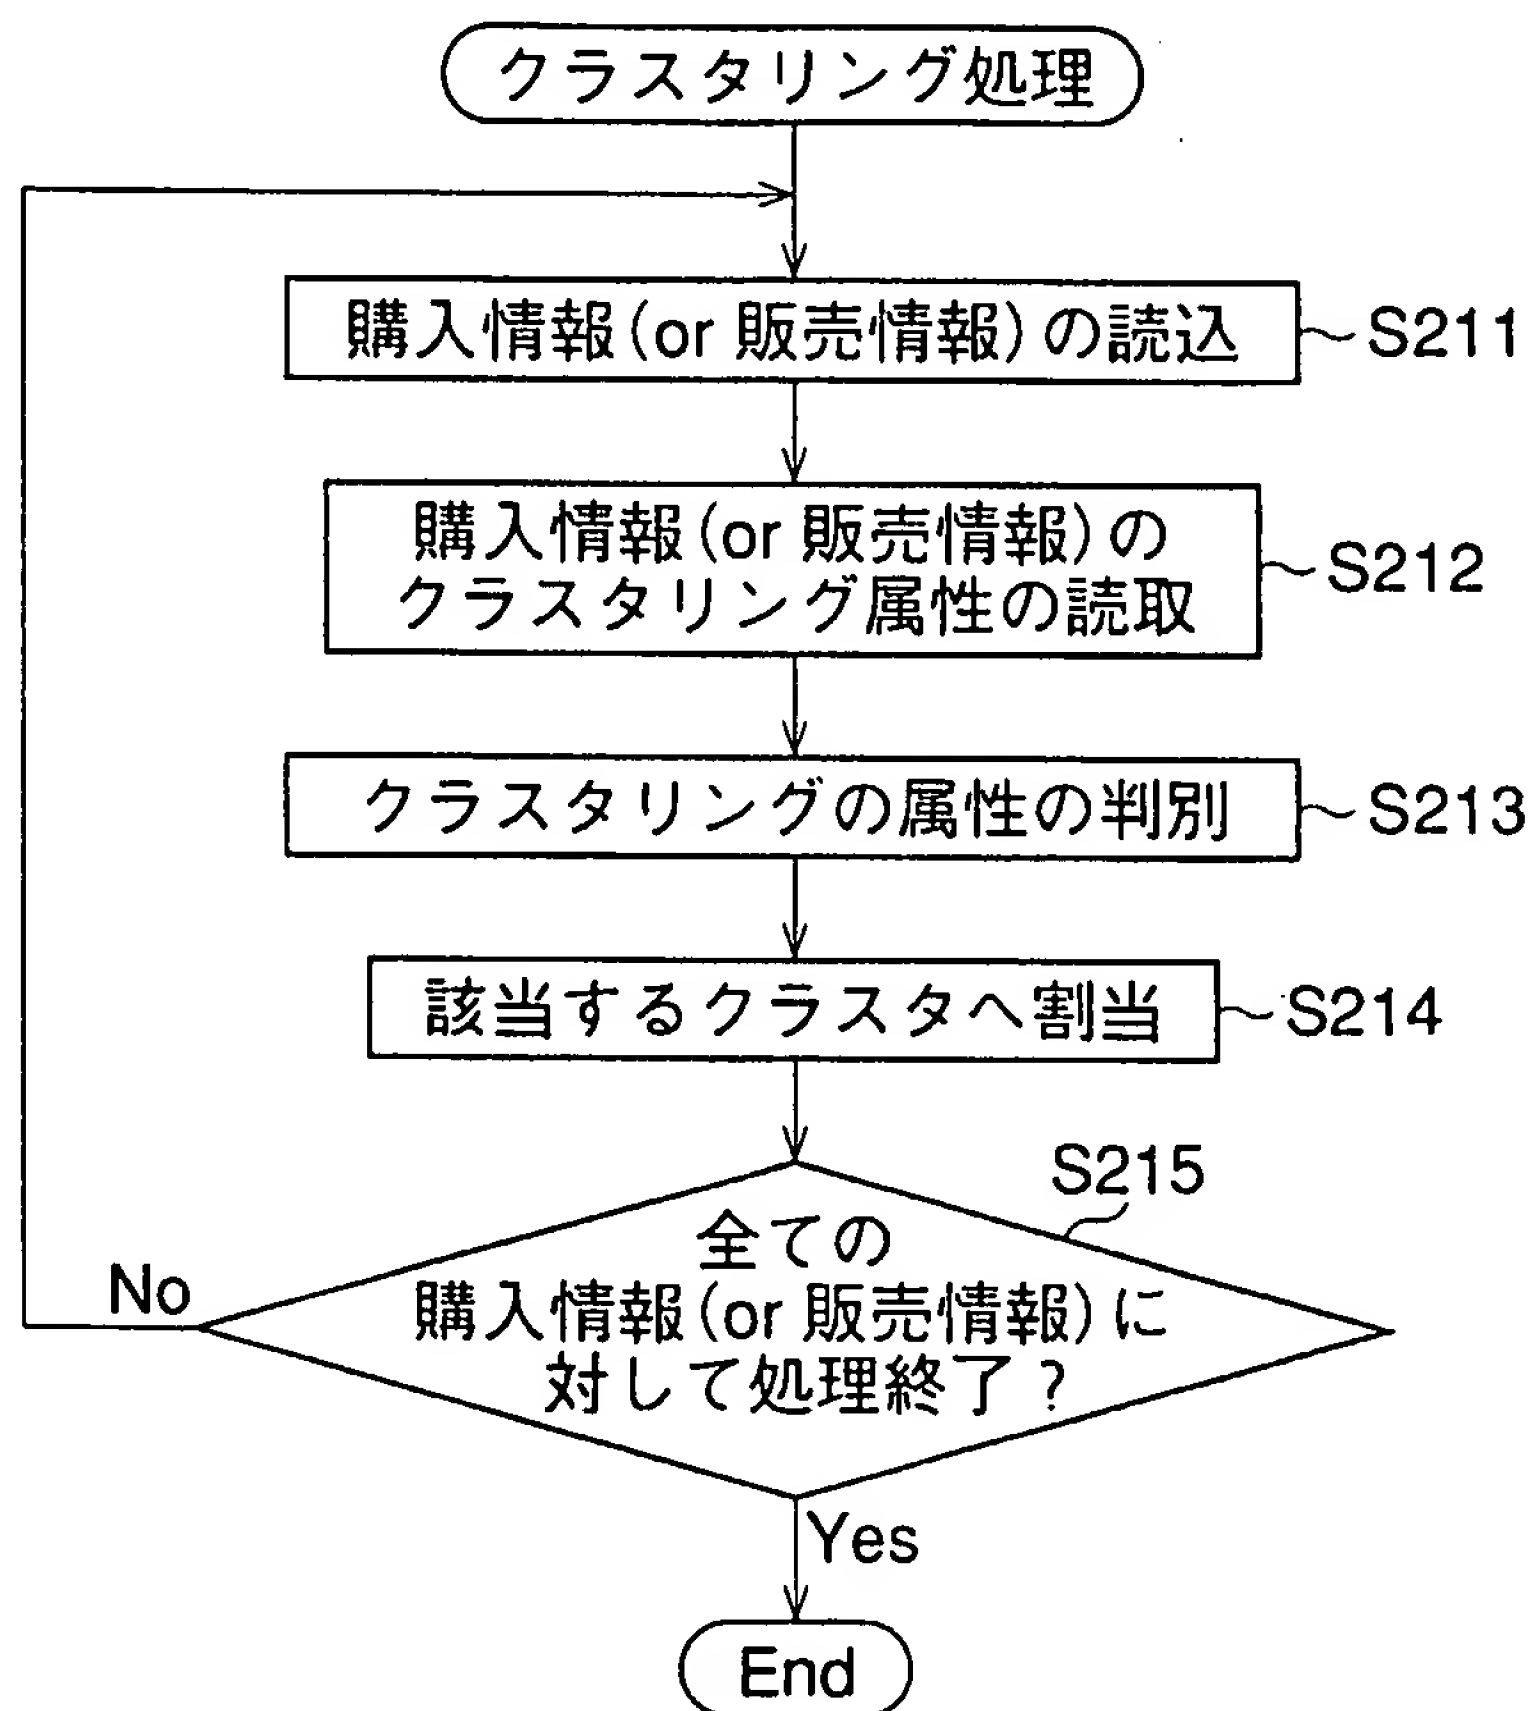 クラスタリング処理
購入情報(or 販売情報)の読込
S211
購入情報(or 販売情報)の
クラスタリング属性の読取
S212
クラスタリングの属性の判別
S213
該当するクラスタへ割当
S214
S215
全ての
購入情報(or 販売情報)に
対して処理終了?
No
Yes
End